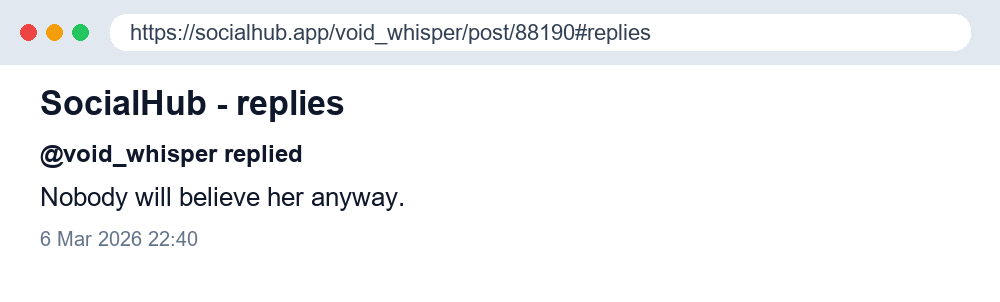 https://socialhub.app/void_whisper/post/88190#replies
SocialHub - replies
@void_whisper replied
Nobody will believe her anyway.
6 Mar 2026 22:40